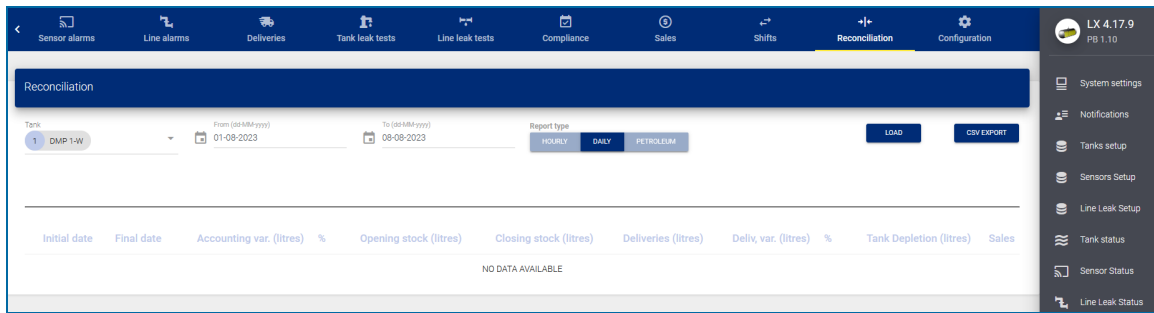 Sensor alarms Line alarms Deliveries Tank leak tests Line leak tests Compliance Sales Shifts Reconciliation Configuration
LX 4.17.9
PB 1.10
Reconciliation
System settings
Notifications
Tanks setup
Sensors Setup
Line Leak Setup
Tank status
Sensor Status
Line Leak Status
Tank From (dd-MM-yyyy) To (dd-MM-yyyy) Report type
1 DMP 1-W 01-08-2023 08-08-2023 HOURLY DAILY PETROLEUM LOAD CSV EXPORT
Initial date Final date Accounting var. (litres) % Opening stock (litres) Closing stock (litres) Deliveries (litres) Deliv, var. (litres) % Tank Depletion (litres) Sales
NO DATA AVAILABLE